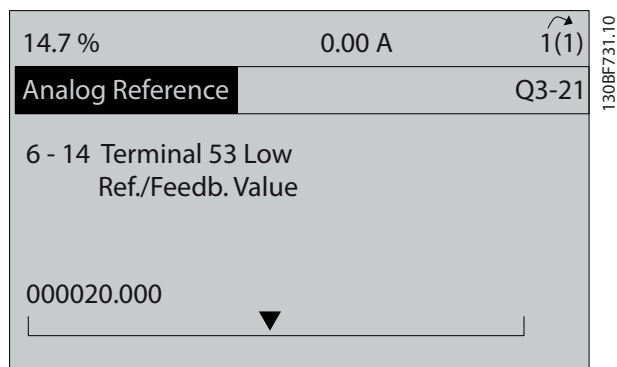 14.7 % 0.00 A 1(1)
Analog Reference Q3-21
6 - 14 Terminal 53 Low
Ref./Feedb. Value
000020.000
130BF731.10